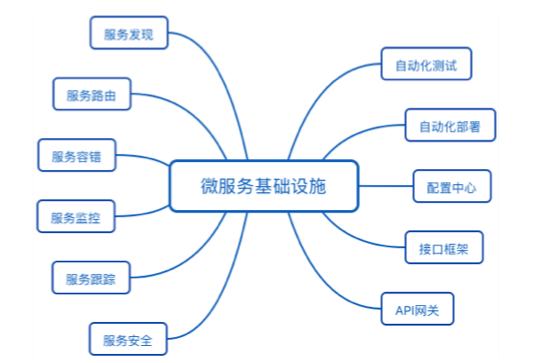 服务发现
服务路由
服务容错
服务监控
服务跟踪
服务安全
微服务基础设施
自动化测试
自动化部署
配置中心
接口框架
API网关